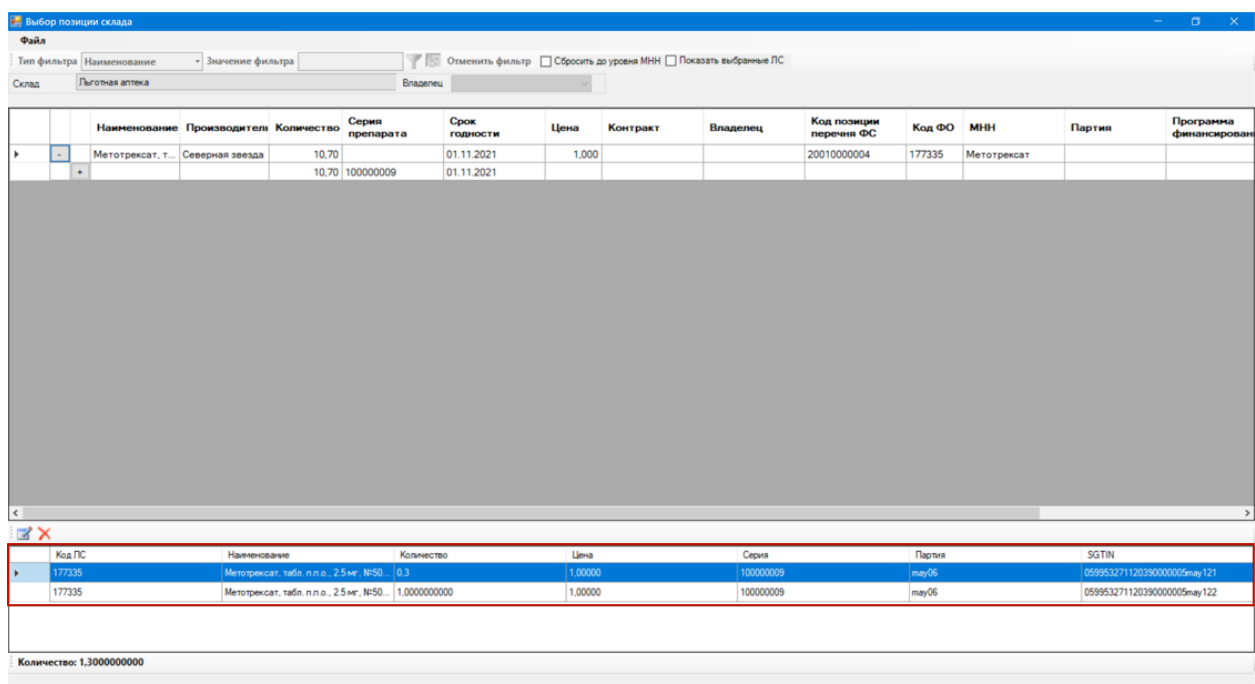 Выбор позиции склада
Файл
Тип фильтра Наименование Значение фильтра Отменить фильтр Сбросить до уровня МНН Показать выбранные ЛС
Склад Льготная аптека Владелец
Наименование Производитель Количество Серия препарата Срок годности Цена Контракт Владелец Код позиции перечня ФС Код ФО МНН Партия Программа финансирован
- Метотрексат, т... Северная звезда 10,70 01.11.2021 1,000 20010000004 177335 Метотрексат
+ 10,70 100000009 01.11.2021
Код ЛС Наименование Количество Цена Серия Партия SGTIN
177335 Метотрексат, табл. п.п.о., 2.5 мг, №50... 0,3 1,00000 100000009 may06 059953271120390000005may121
177335 Метотрексат, табл. п.п.о., 2.5 мг, №50... 1,0000000000 1,00000 100000009 may06 059953271120390000005may122
Количество: 1,3000000000